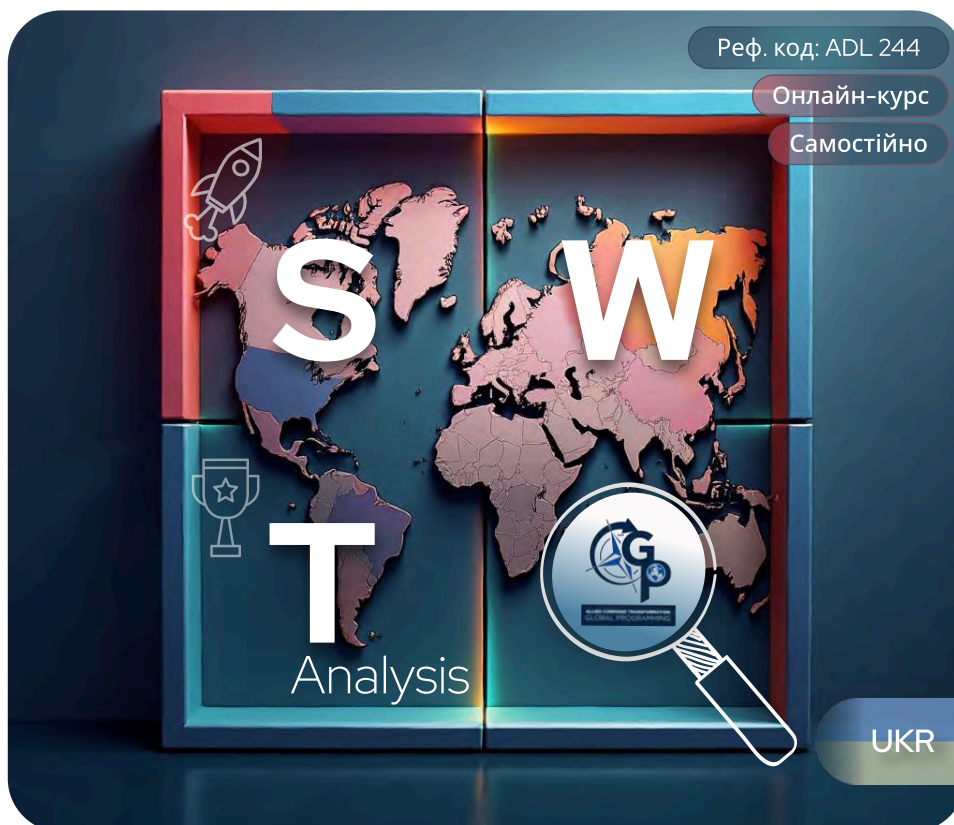 Реф. код: ADL 244
Онлайн-курс
Самостійно
S W
T
Analysis
GP
ALLIED COMMAND TRANSFORMATION
GLOBAL PROGRAMMING
UKR